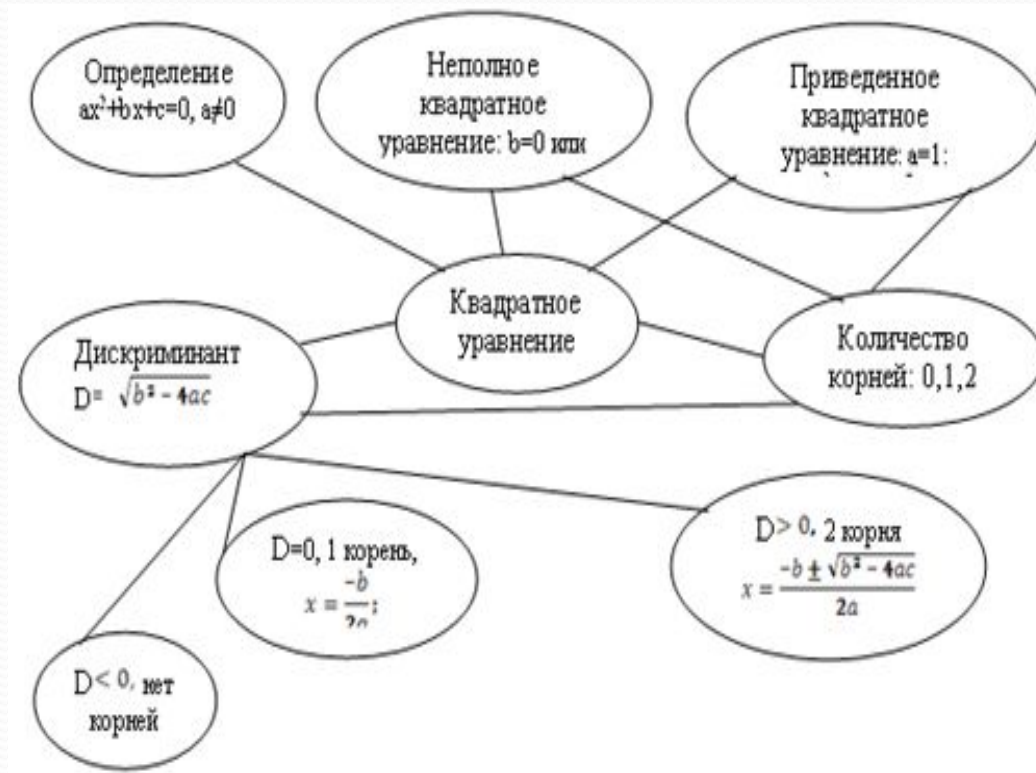 Определение
ax²+bx+c=0, a≠0
Неполное
квадратное
уравнение: b=0 или
Приведенное
квадратное
уравнение: a=1:
Квадратное
уравнение
Количество
корней: 0,1,2
Дискриминант
D= √(b² − 4ac)
D=0, 1 корень,
x = −b/2a;
D> 0, 2 корня
x = (−b ± √(b² − 4ac))/2a
D< 0, нет
корней